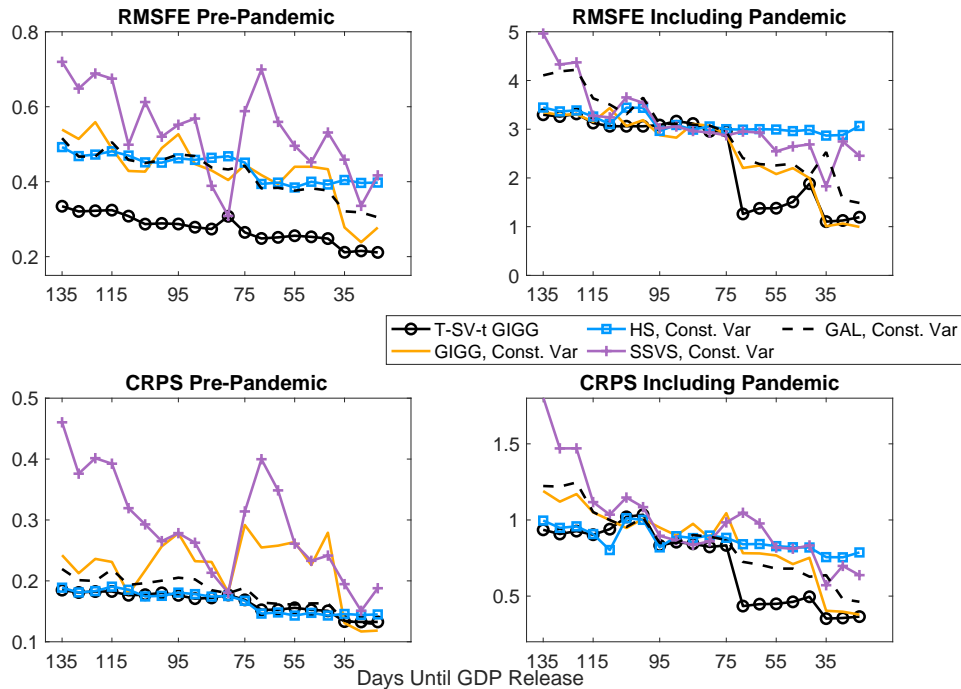 RMSFE Pre-Pandemic
0.8
0.6
0.4
0.2
135 115 95 75 55 35
RMSFE Including Pandemic
5
4
3
2
1
0
135 115 95 75 55 35
T-SV-t GIGG
HS, Const. Var
GAL, Const. Var
GIGG, Const. Var
SSVS, Const. Var
CRPS Pre-Pandemic
0.5
0.4
0.3
0.2
0.1
135 115 95 75 55 35
CRPS Including Pandemic
1.5
1
0.5
135 115 95 75 55 35
Days Until GDP Release